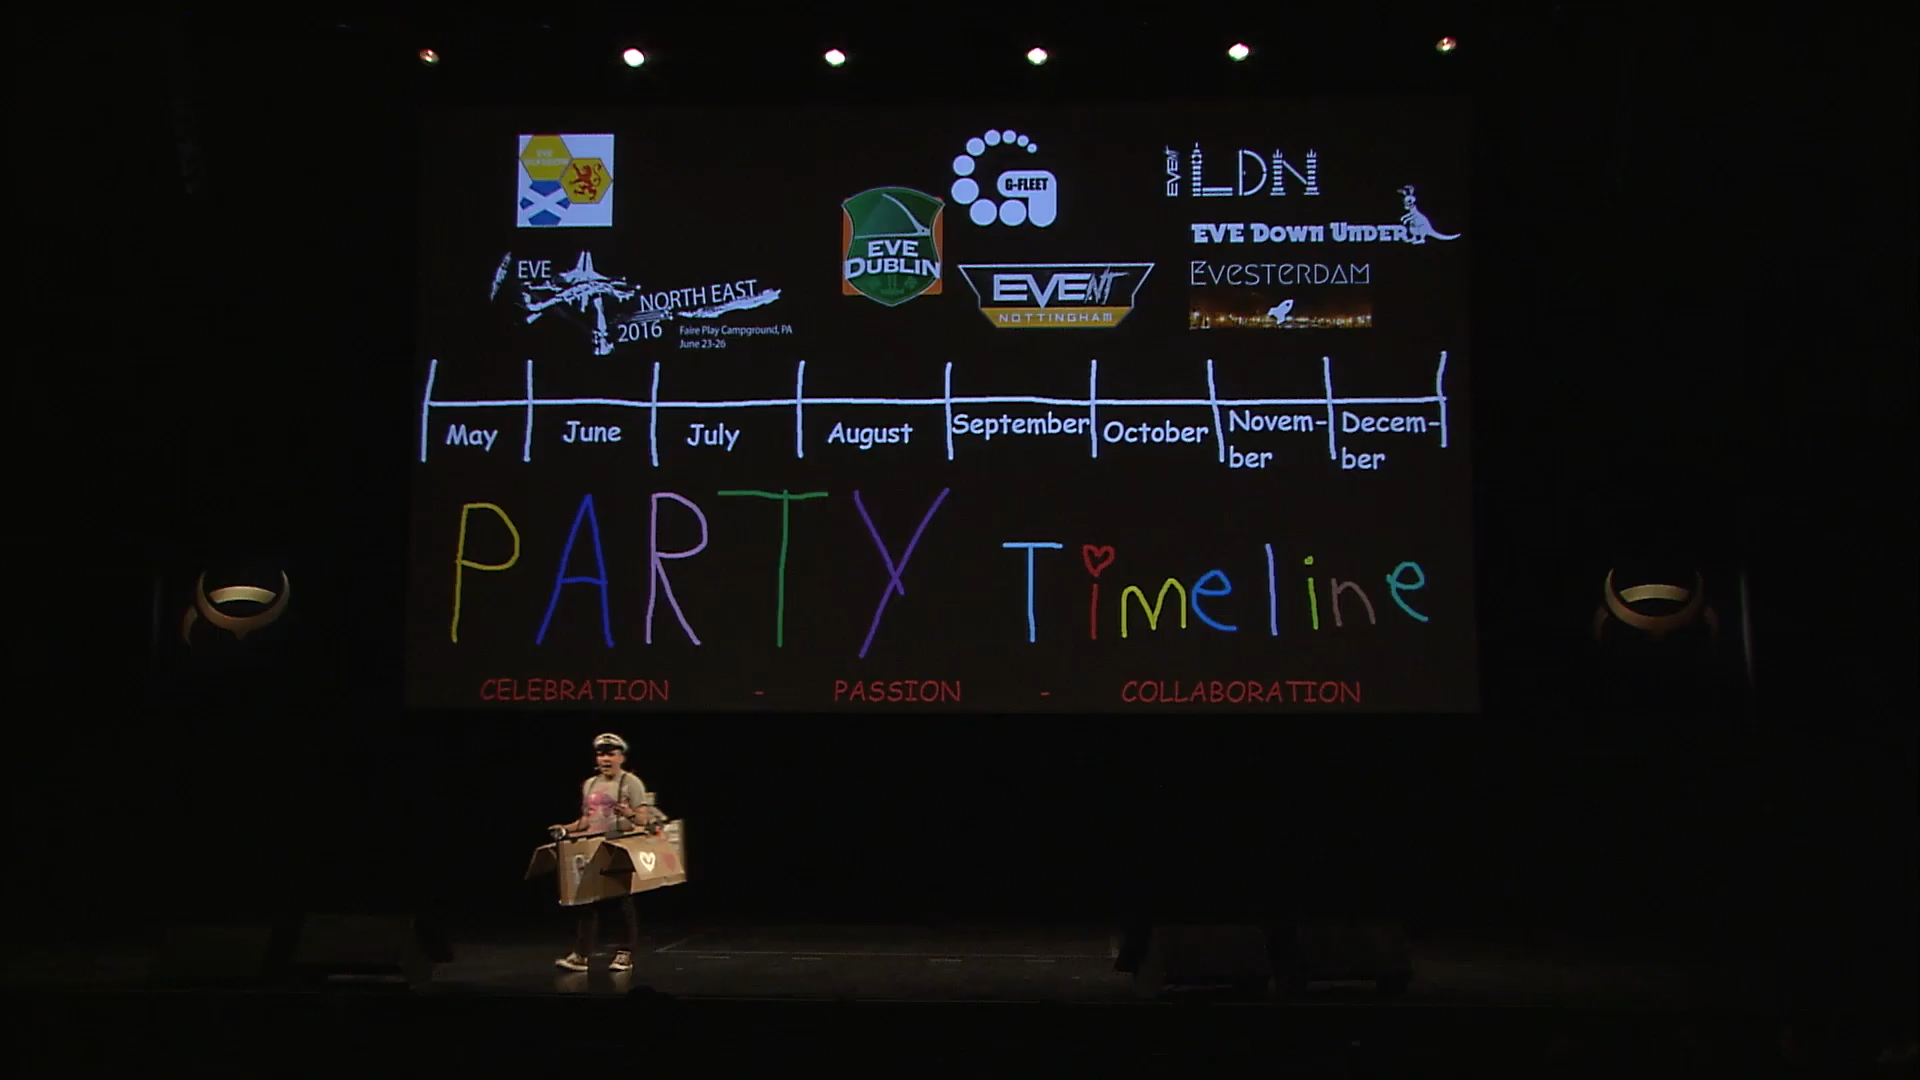 G-FLEET
EVENT LDN
EVE DUBLIN
EVE DOWN UNDER
EVE NORTH EAST
2016 Faire Play Campground, PA
June 23-26
EVENT
NOTTINGHAM
EVESTERDAM
May June July August September October Novem-
ber Decem-
ber
PARTY Timeline
CELEBRATION - PASSION - COLLABORATION